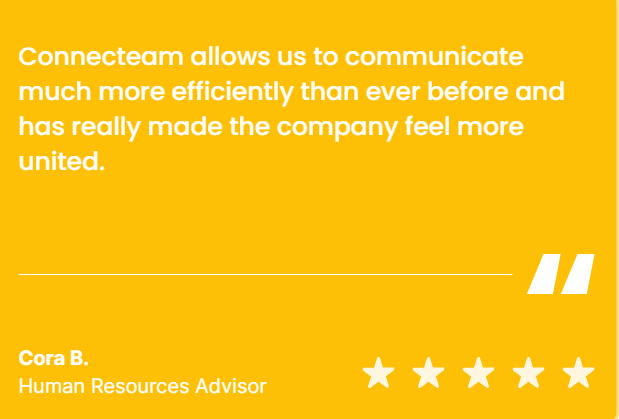 Connecteam allows us to communicate
much more efficiently than ever before and
has really made the company feel more
united.
Cora B.
Human Resources Advisor